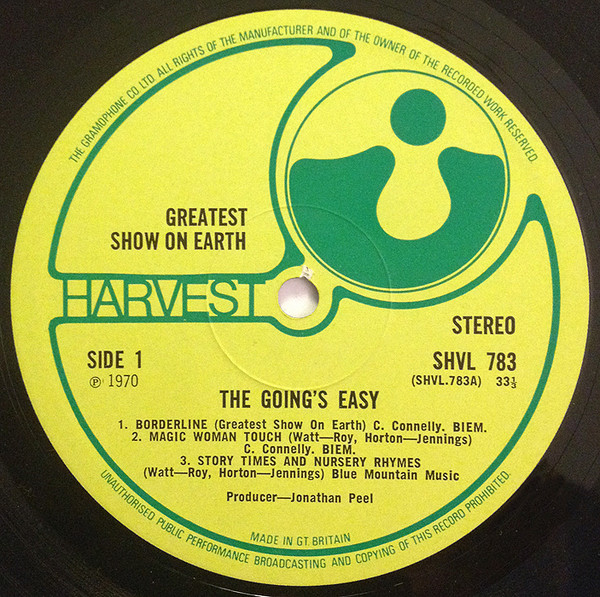 THE GRAMOPHONE CO LTD ALL RIGHTS OF THE MANUFACTURER AND OF THE OWNER OF THE RECORDED WORK RESERVED.
GREATEST
SHOW ON EARTH
HARVEST
STEREO
SIDE 1
SHVL 783
℗ 1970
(SHVL.783A) 33⅓
THE GOING'S EASY
1. BORDERLINE (Greatest Show On Earth) C. Connelly. BIEM.
2. MAGIC WOMAN TOUCH (Watt—Roy, Horton—Jennings)
C. Connelly. BIEM.
3. STORY TIMES AND NURSERY RHYMES
(Watt—Roy, Horton—Jennings) Blue Mountain Music
Producer—Jonathan Peel
MADE IN GT. BRITAIN
UNAUTHORISED PUBLIC PERFORMANCE BROADCASTING AND COPYING OF THIS RECORD PROHIBITED.